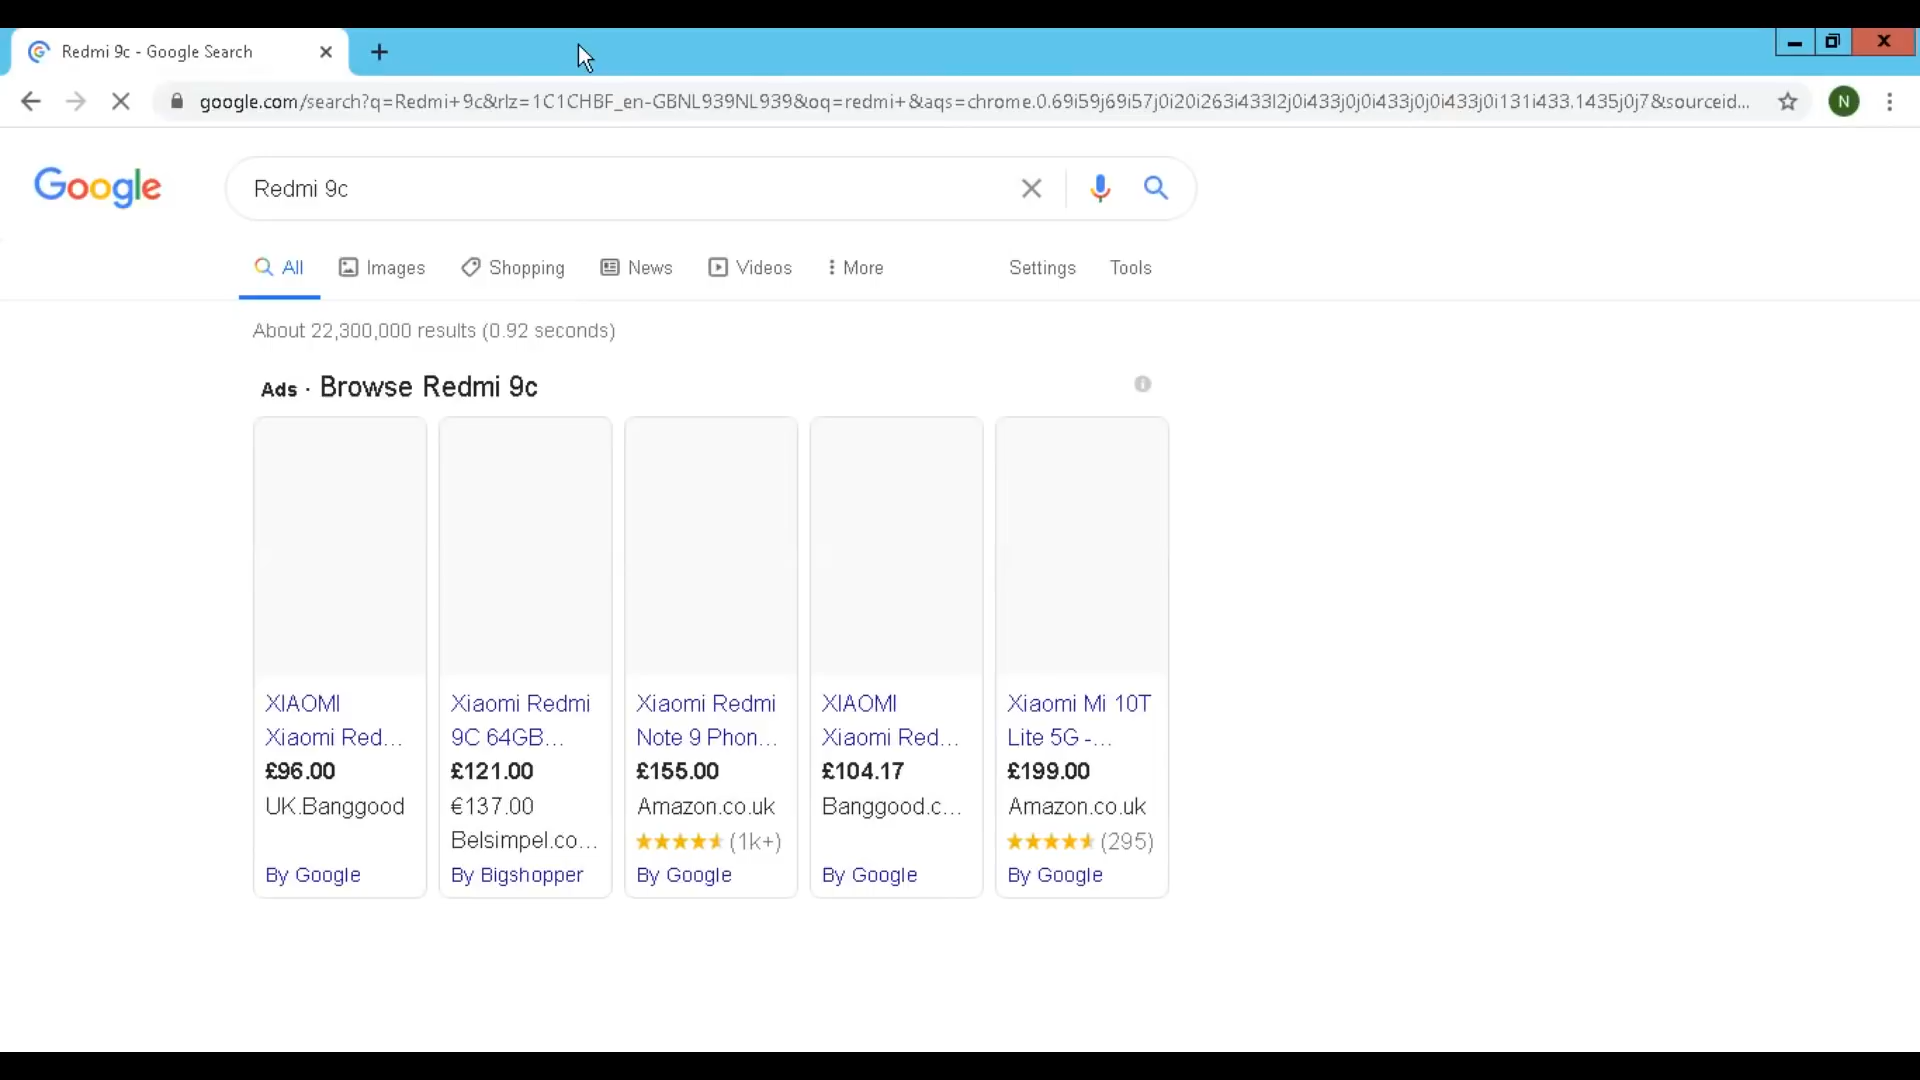 Redmi 9c - Google Search
google.com/search?q=Redmi+9c&rlz=1C1CHBF_en-GBNL939NL939&oq=redmi+&aqs=chrome.0.69i59j69i57j0i20i263i433l2j0i433j0j0i433j0j0i433j0i131i433.1435j0j7&sourceid...
N
Google
Redmi 9c
All
Images
Shopping
News
Videos
More
Settings
Tools
About 22,300,000 results (0.92 seconds)
Ads · Browse Redmi 9c
XIAOMI
Xiaomi Red...
£96.00
UK.Banggood
By Google
Xiaomi Redmi
9C 64GB...
£121.00
€137.00
Belsimpel.co...
By Bigshopper
Xiaomi Redmi
Note 9 Phon...
£155.00
Amazon.co.uk
(1k+)
By Google
XIAOMI
Xiaomi Red...
£104.17
Banggood.c...
By Google
Xiaomi Mi 10T
Lite 5G -...
£199.00
Amazon.co.uk
(295)
By Google